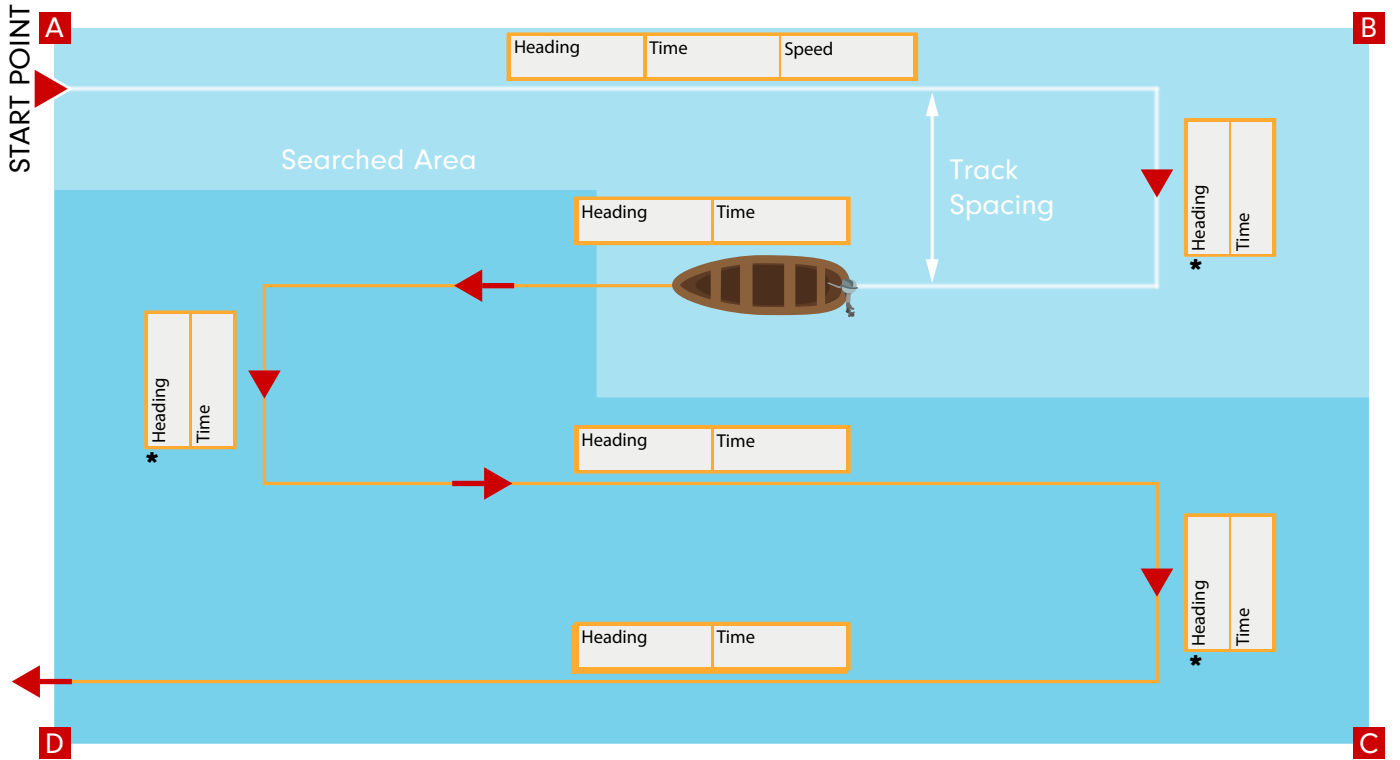 START POINT
A
B
Heading
Time
Speed
Searched Area
Track
Spacing
Heading
Time
*
Heading
Time
Heading
Time
*
Heading
Time
Heading
Time
*
Heading
Time
D
C